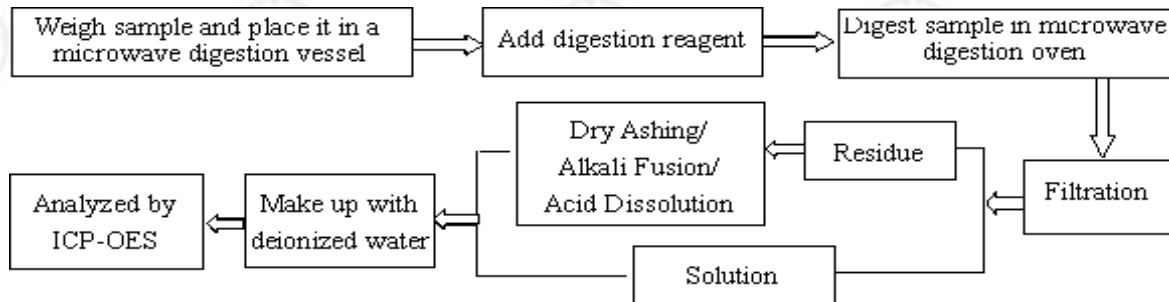 Weigh sample and place it in a
microwave digestion vessel
Add digestion reagent
Digest sample in microwave
digestion oven
Filtration
Residue
Dry Ashing/
Alkali Fusion/
Acid Dissolution
Solution
Make up with
deionized water
Analyzed by
ICP-OES